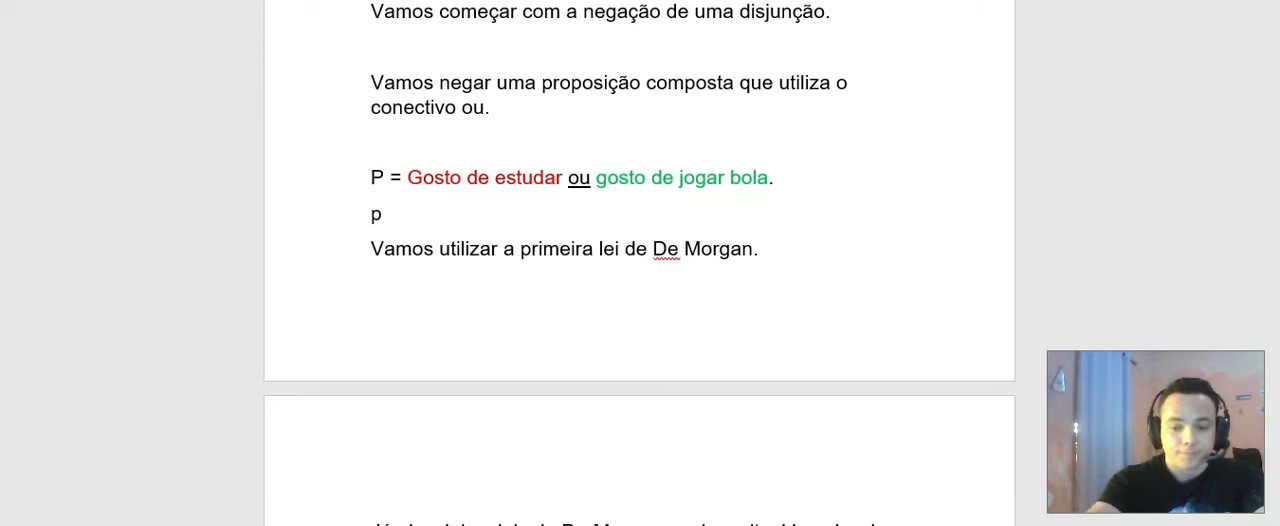 Vamos começar com a negação de uma disjunção.
Vamos negar uma proposição composta que utiliza o
conectivo ou.
P = Gosto de estudar ou gosto de jogar bola.
p
Vamos utilizar a primeira lei de De Morgan.